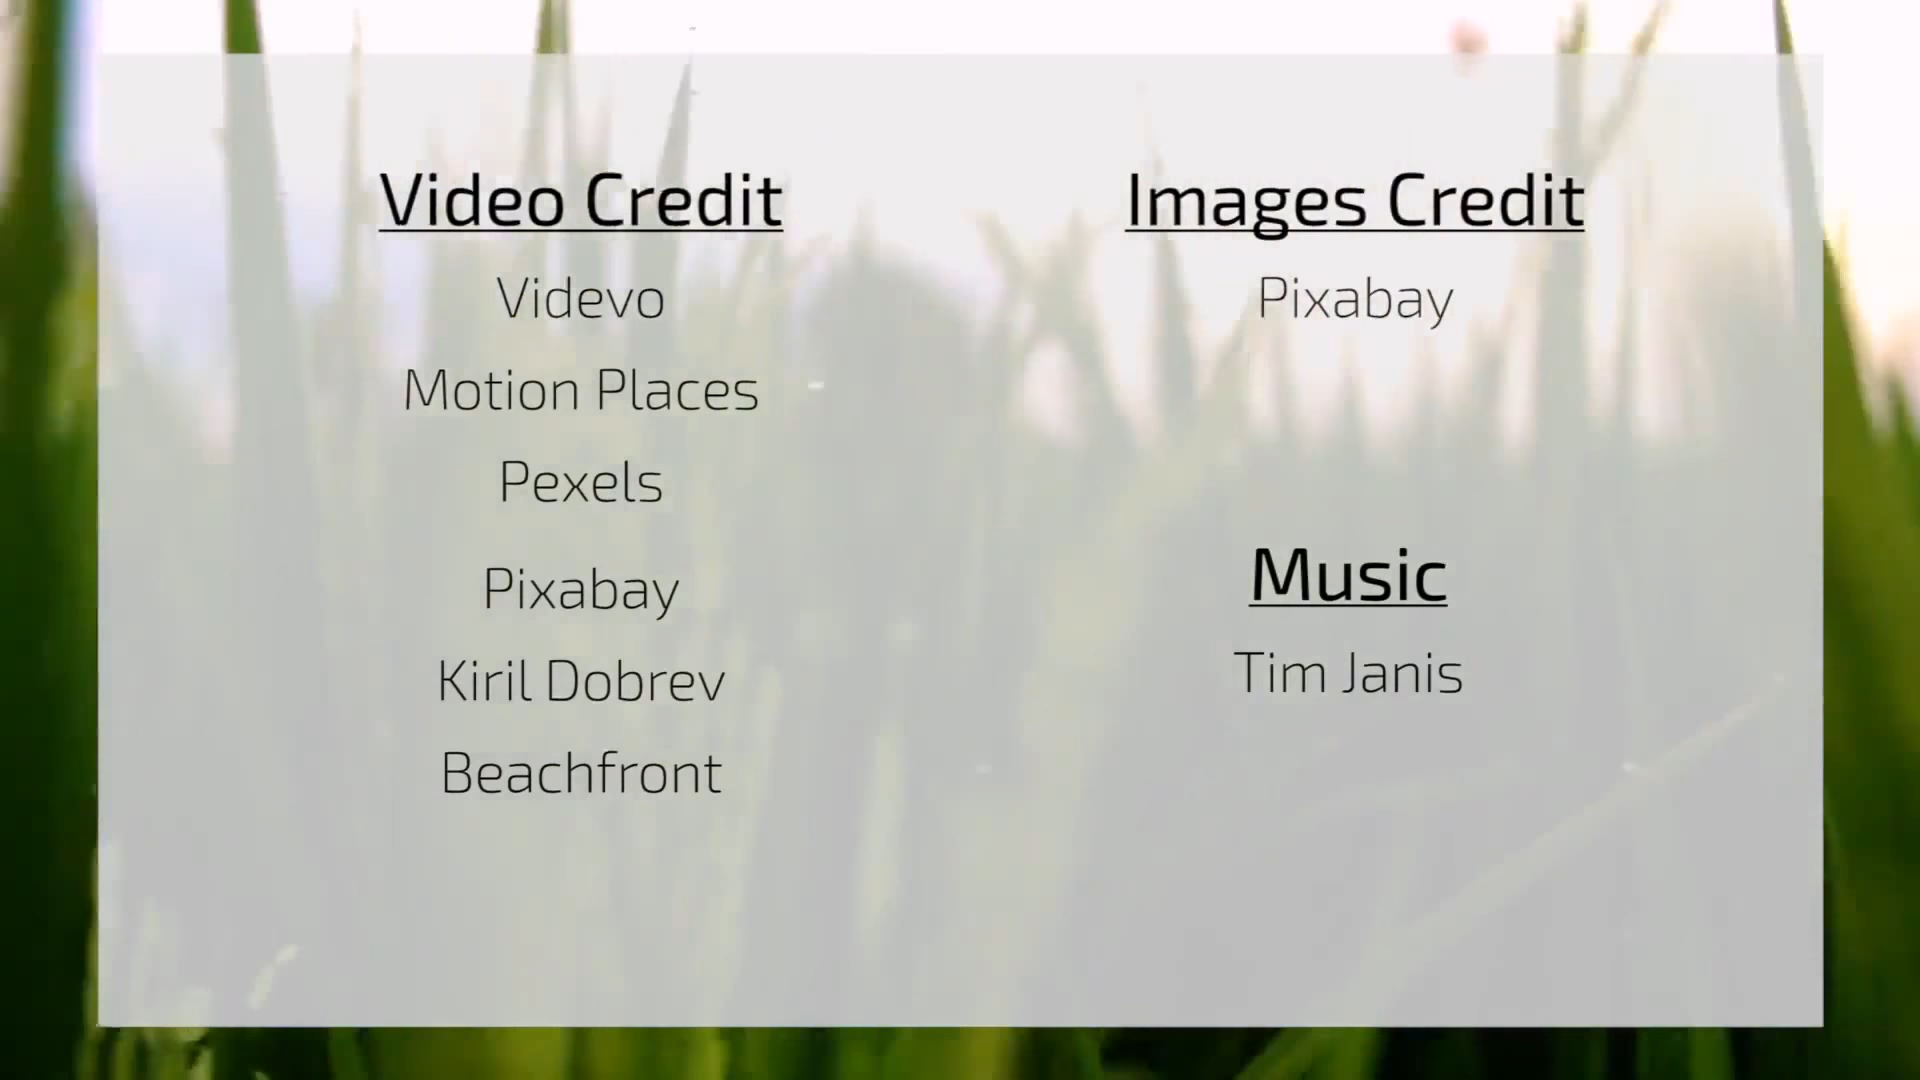 Video Credit
Videvo
Motion Places
Pexels
Pixabay
Kiril Dobrev
Beachfront
Images Credit
Pixabay
Music
Tim Janis